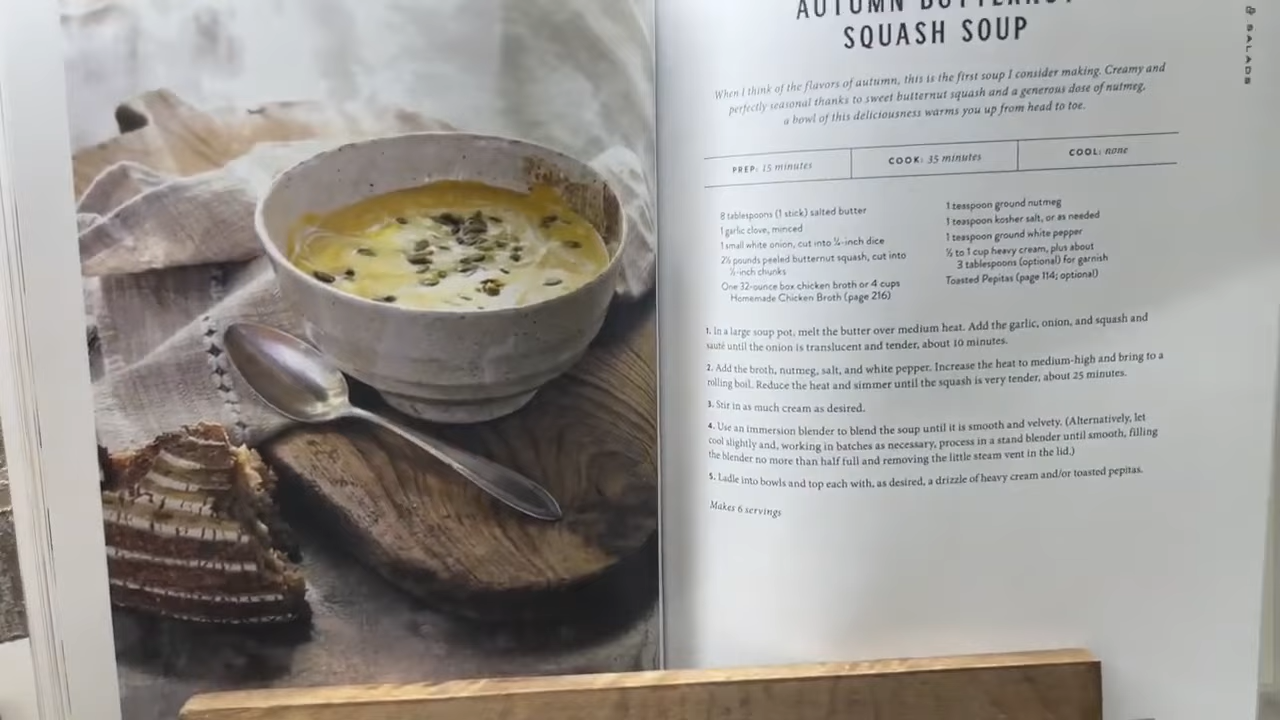 AUTUMN BUTTERNUT
SQUASH SOUP
& SALADS
When I think of the flavors of autumn, this is the first soup I consider making. Creamy and
perfectly seasonal thanks to sweet butternut squash and a generous dose of nutmeg,
a bowl of this deliciousness warms you up from head to toe.
PREP: 15 minutes
COOK: 35 minutes
COOL: none
8 tablespoons (1 stick) salted butter
1 garlic clove, minced
1 small white onion, cut into ¼-inch dice
2½ pounds peeled butternut squash, cut into
½-inch chunks
One 32-ounce box chicken broth or 4 cups
Homemade Chicken Broth (page 216)
1 teaspoon ground nutmeg
1 teaspoon kosher salt, or as needed
1 teaspoon ground white pepper
½ to 1 cup heavy cream, plus about
3 tablespoons (optional) for garnish
Toasted Pepitas (page 114; optional)
1. In a large soup pot, melt the butter over medium heat. Add the garlic, onion, and squash and
sauté until the onion is translucent and tender, about 10 minutes.
2. Add the broth, nutmeg, salt, and white pepper. Increase the heat to medium-high and bring to a
rolling boil. Reduce the heat and simmer until the squash is very tender, about 25 minutes.
3. Stir in as much cream as desired.
4. Use an immersion blender to blend the soup until it is smooth and velvety. (Alternatively, let
cool slightly and, working in batches as necessary, process in a stand blender until smooth, filling
the blender no more than half full and removing the little steam vent in the lid.)
5. Ladle into bowls and top each with, as desired, a drizzle of heavy cream and/or toasted pepitas.
Makes 6 servings